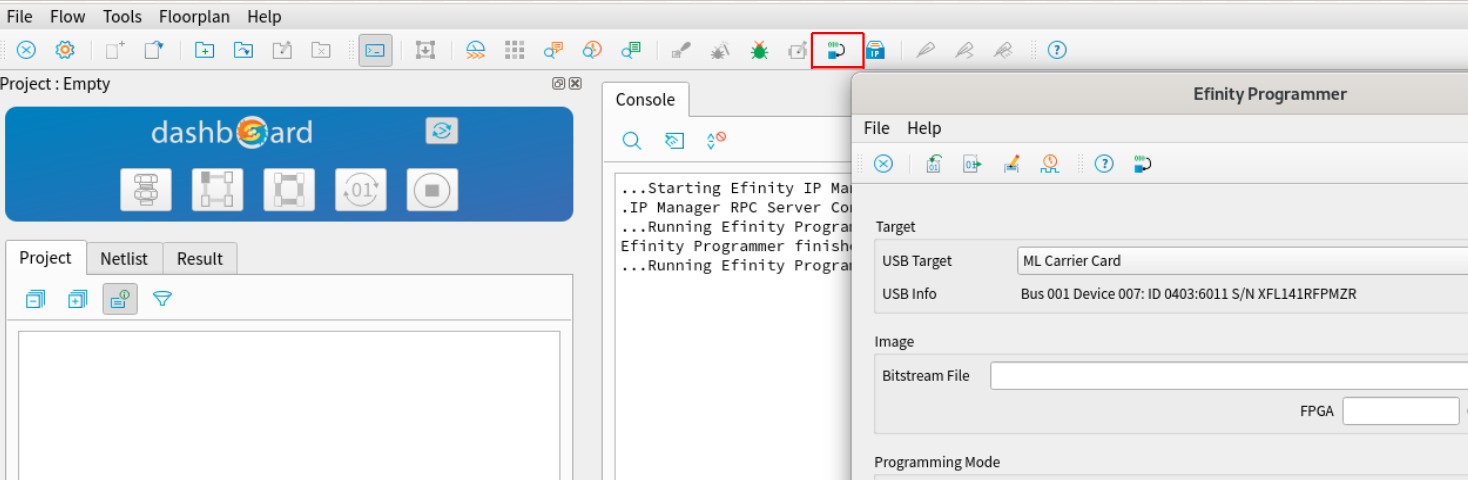 File Flow Tools Floorplan Help
Project : Empty
dashboard
01
Project Netlist Result
Console
...Starting Efinity IP Ma
.IP Manager RPC Server Co
...Running Efinity Progra
Efinity Programmer finish
...Running Efinity Progra
IP
Efinity Programmer
File Help
01
01
Target
USB Target ML Carrier Card
USB Info Bus 001 Device 007: ID 0403:6011 S/N XFL141RFPMZR
Image
Bitstream File
FPGA
Programming Mode